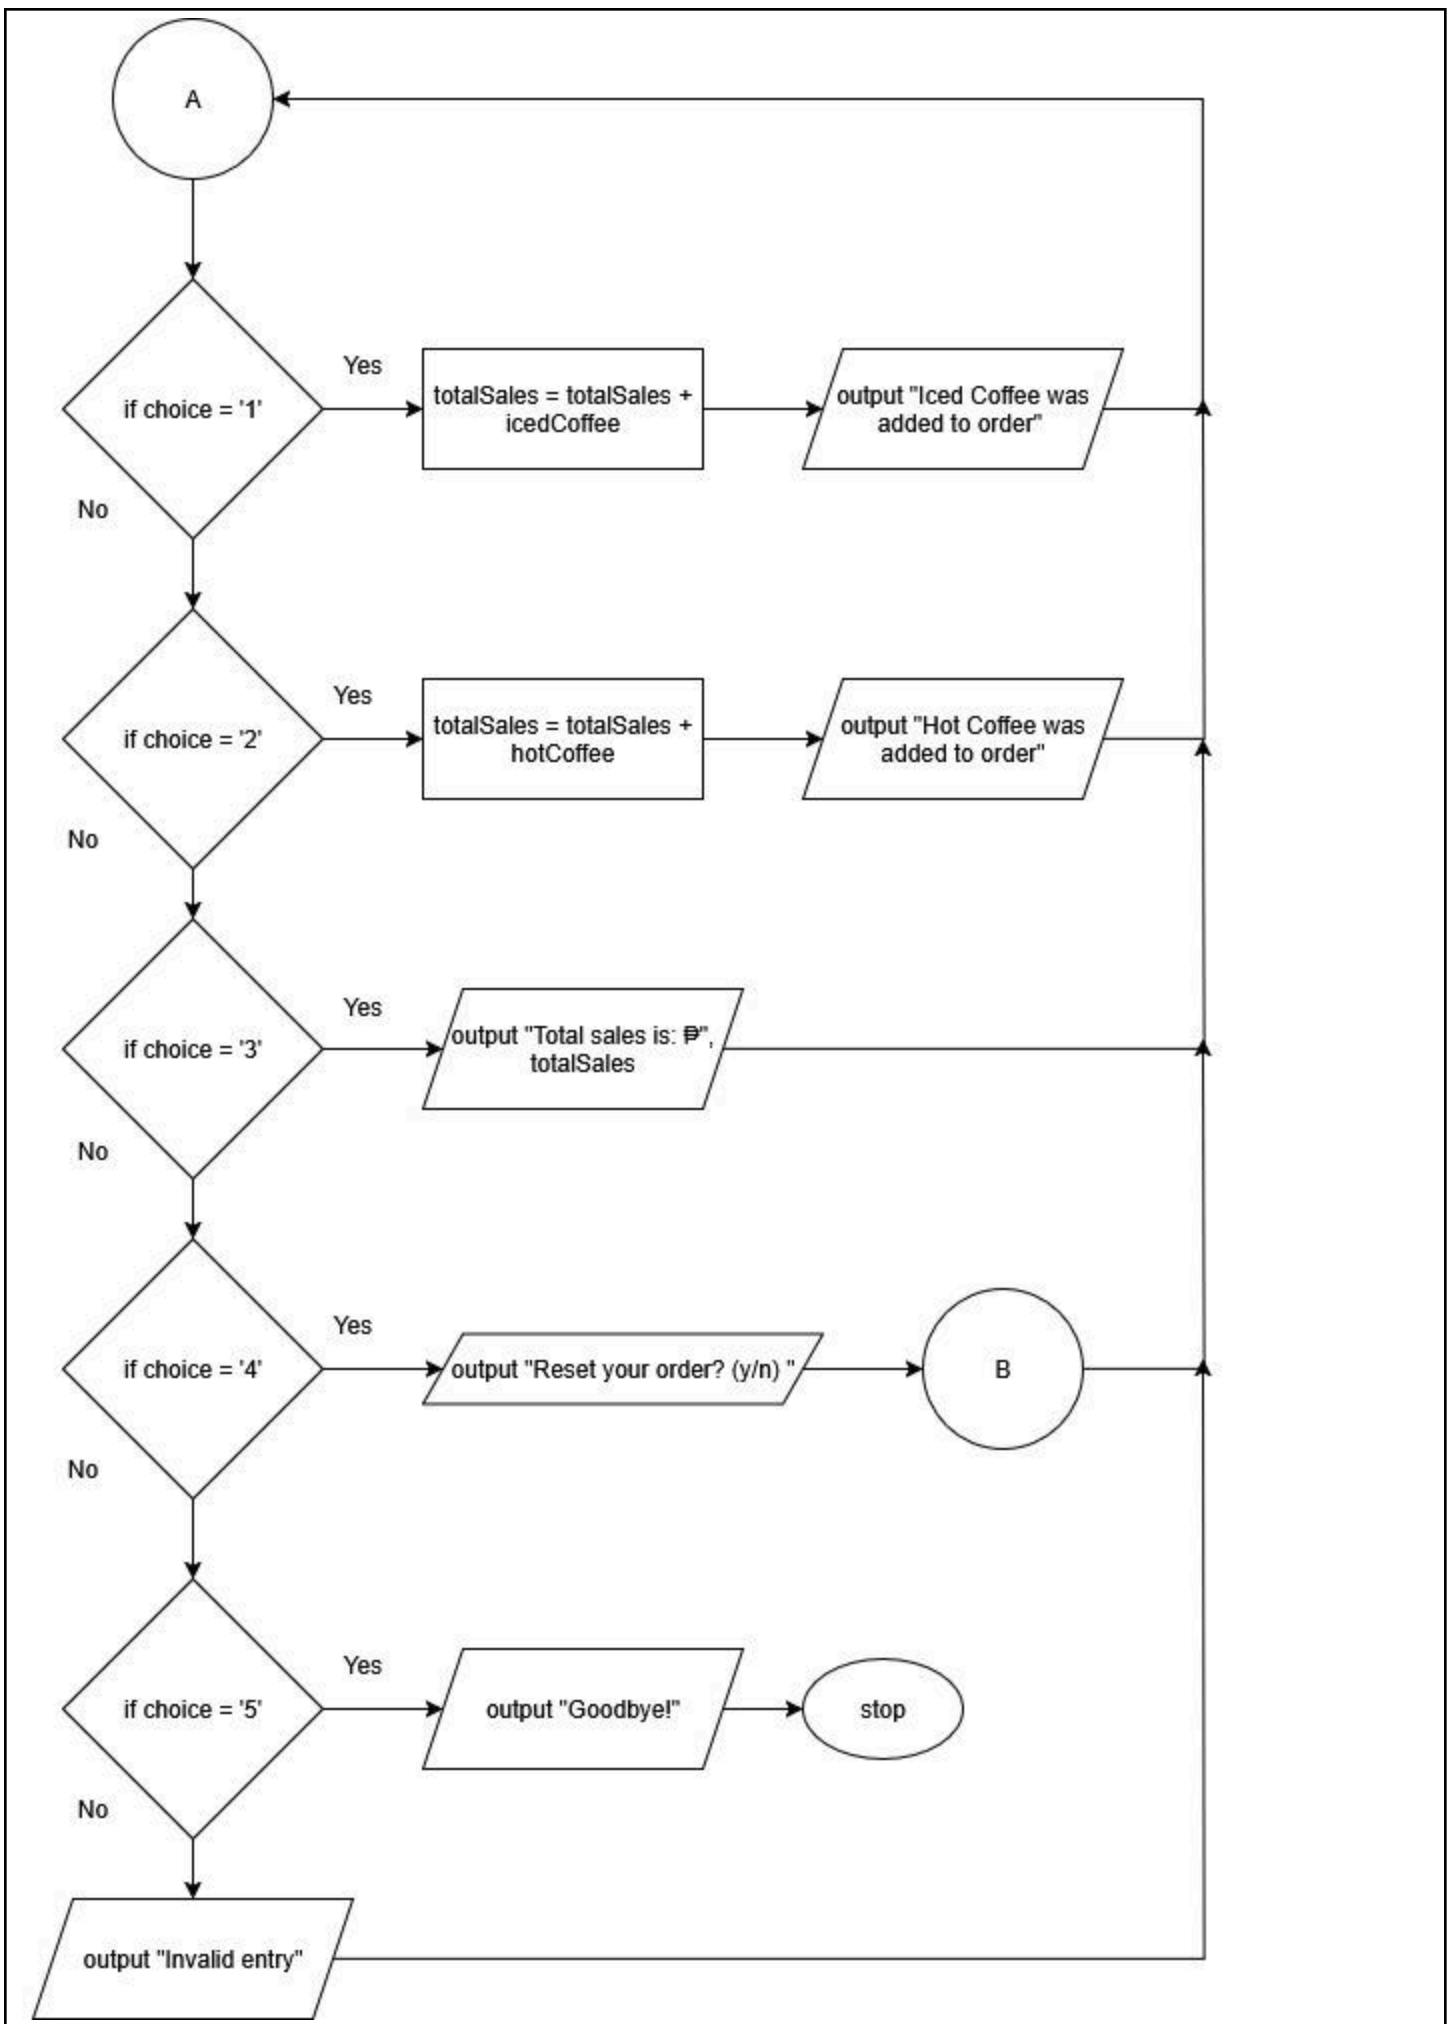 A
Yes
if choice = '1'
totalSales = totalSales +
icedCoffee
output "Iced Coffee was
added to order"
No
Yes
if choice = '2'
totalSales = totalSales +
hotCoffee
output "Hot Coffee was
added to order"
No
Yes
if choice = '3'
output "Total sales is: ₱",
totalSales
No
Yes
if choice = '4'
output "Reset your order? (y/n) "
B
No
Yes
if choice = '5'
output "Goodbye!"
stop
No
output "Invalid entry"